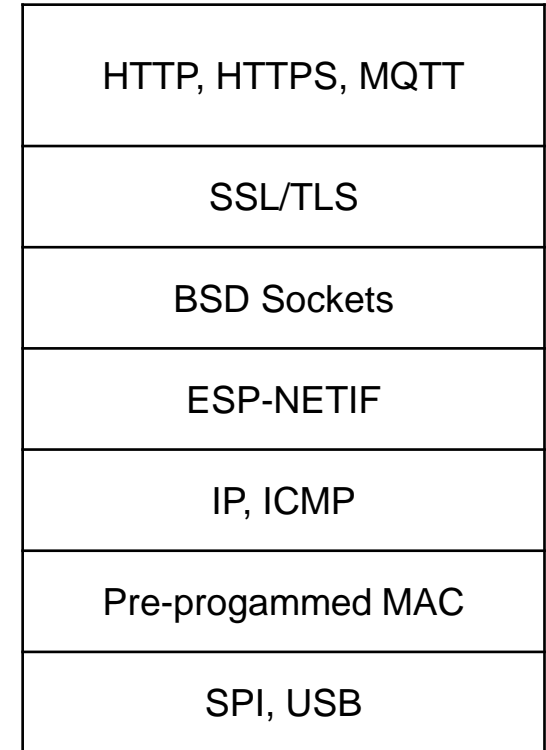 HTTP, HTTPS, MQTT
SSL/TLS
BSD Sockets
ESP-NETIF
IP, ICMP
Pre-progammed MAC
SPI, USB